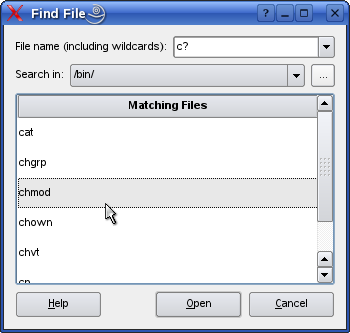 Find File
File name (including wildcards): c?
Search in: /bin/ ...
Matching Files
cat
chgrp
chmod
chown
chvt
cp
Help Open Cancel